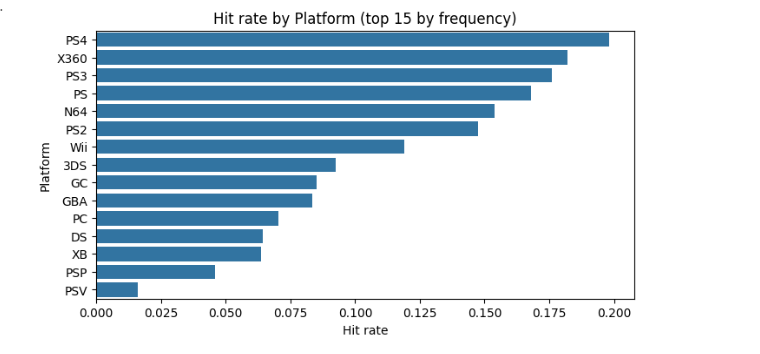 .
Hit rate by Platform (top 15 by frequency)
Platform
PS4
X360
PS3
PS
N64
PS2
Wii
3DS
GC
GBA
PC
DS
XB
PSP
PSV
0.000 0.025 0.050 0.075 0.100 0.125 0.150 0.175 0.200
Hit rate